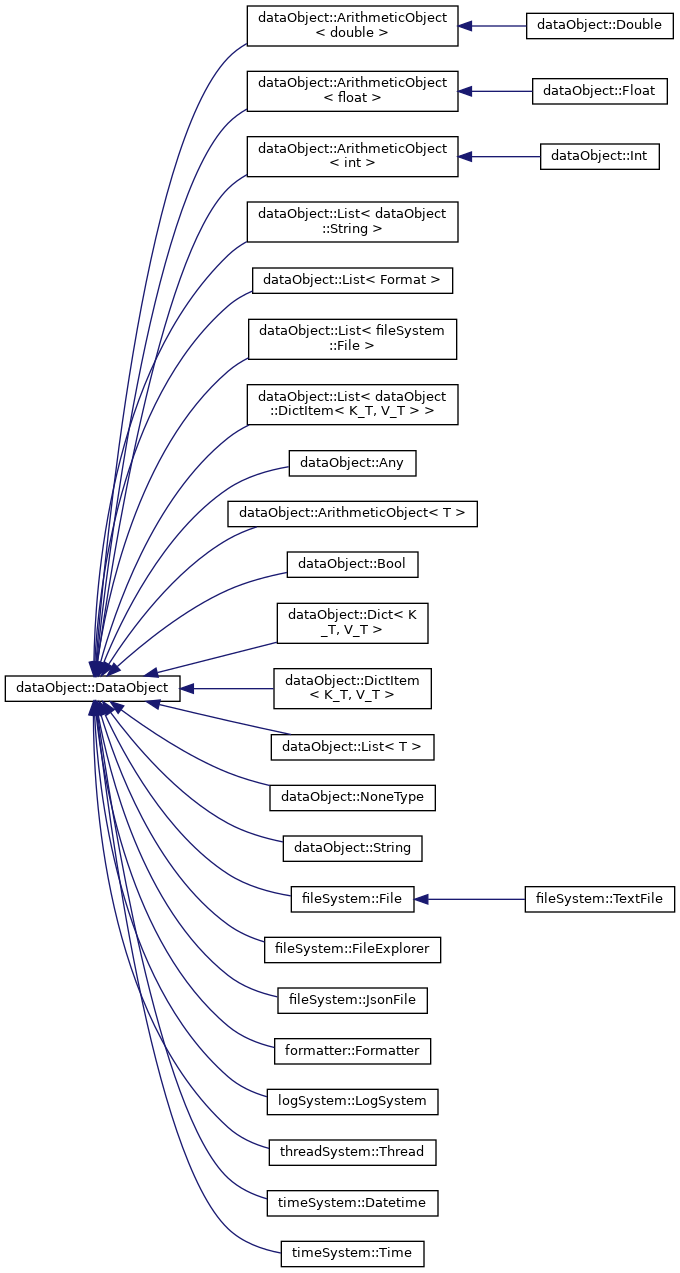 dataObject::ArithmeticObject
< double >
dataObject::Double
dataObject::ArithmeticObject
< float >
dataObject::Float
dataObject::ArithmeticObject
< int >
dataObject::Int
dataObject::List< dataObject
::String >
dataObject::List< Format >
dataObject::List< fileSystem
::File >
dataObject::List< dataObject
::DictItem< K_T, V_T > >
dataObject::Any
dataObject::ArithmeticObject< T >
dataObject::Bool
dataObject::Dict< K
_T, V_T >
dataObject::DataObject
dataObject::DictItem
< K_T, V_T >
dataObject::List< T >
dataObject::NoneType
dataObject::String
fileSystem::File
fileSystem::TextFile
fileSystem::FileExplorer
fileSystem::JsonFile
formatter::Formatter
logSystem::LogSystem
threadSystem::Thread
timeSystem::Datetime
timeSystem::Time